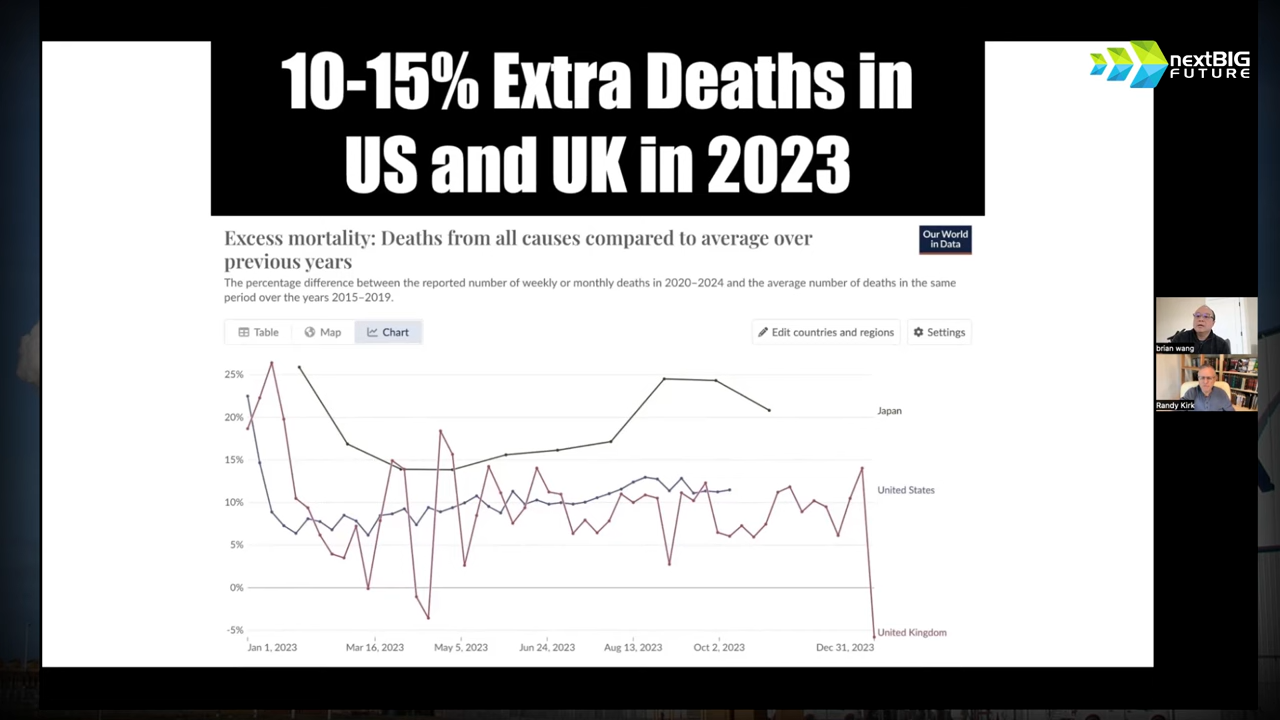 10-15% Extra Deaths in
US and UK in 2023
nextBIG
FUTURE
Excess mortality: Deaths from all causes compared to average over
previous years
Our World
in Data
The percentage difference between the reported number of weekly or monthly deaths in 2020–2024 and the average number of deaths in the same
period over the years 2015–2019.
Table
Map
Chart
Edit countries and regions
Settings
25%
20%
15%
10%
5%
0%
-5%
Japan
United States
United Kingdom
Jan 1, 2023
Mar 16, 2023
May 5, 2023
Jun 24, 2023
Aug 13, 2023
Oct 2, 2023
Dec 31, 2023
brian wang
Randy Kirk